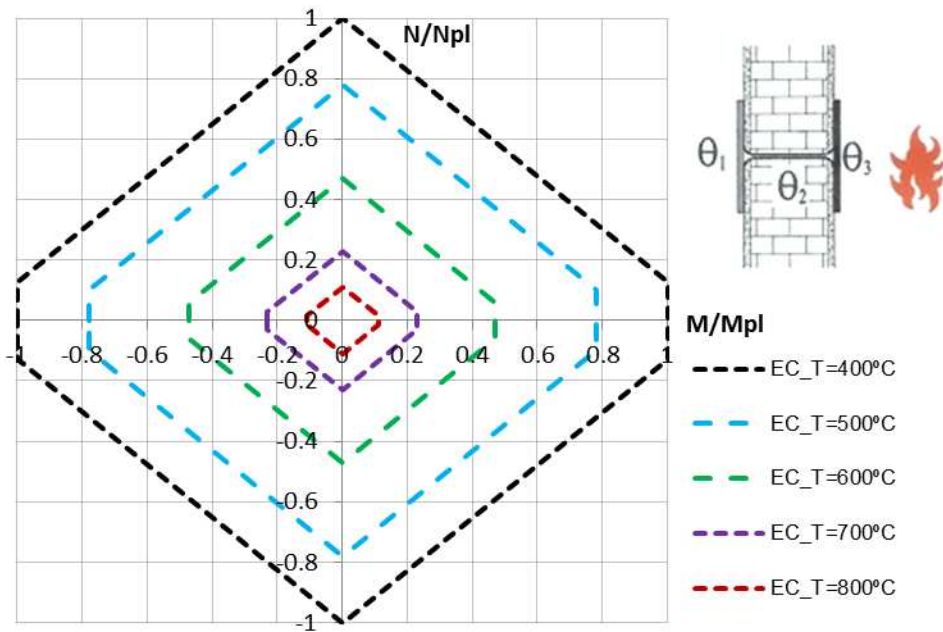 1
N/Npl
0.8
0.6
0.4
0.2
0
-1 -0.8 -0.6 -0.4 -0.2 0 0.2 0.4 0.6 0.8 1
-0.2
-0.4
-0.6
-0.8
-1
θ1 θ2 θ3
M/Mpl
EC_T=400ºC
EC_T=500ºC
EC_T=600ºC
EC_T=700ºC
EC_T=800ºC